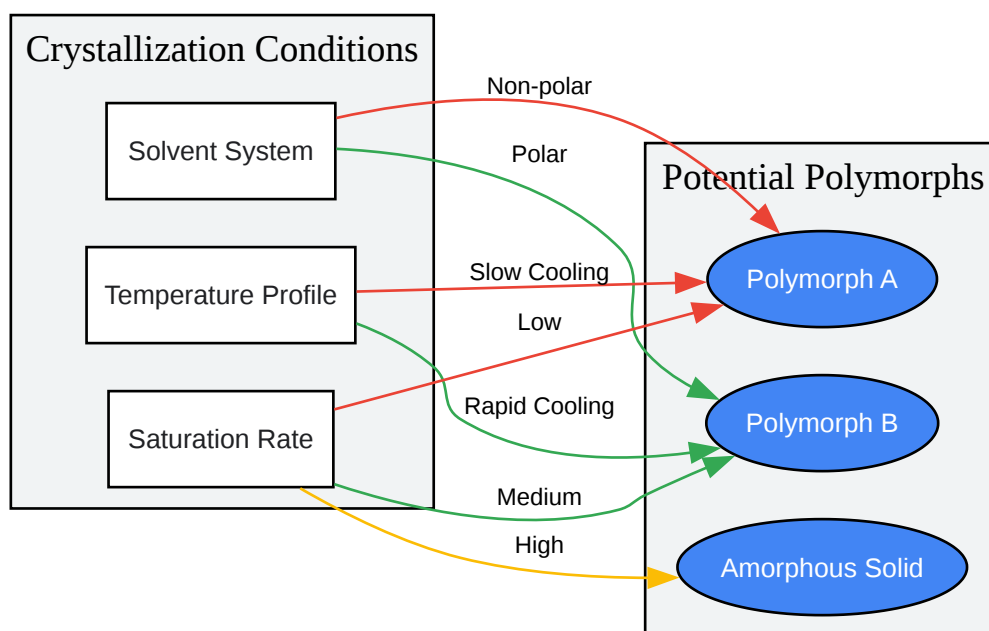 Crystallization Conditions
Solvent System
Temperature Profile
Saturation Rate
Non-polar
Polar
Slow Cooling
Low
Rapid Cooling
Medium
High
Potential Polymorphs
Polymorph A
Polymorph B
Amorphous Solid